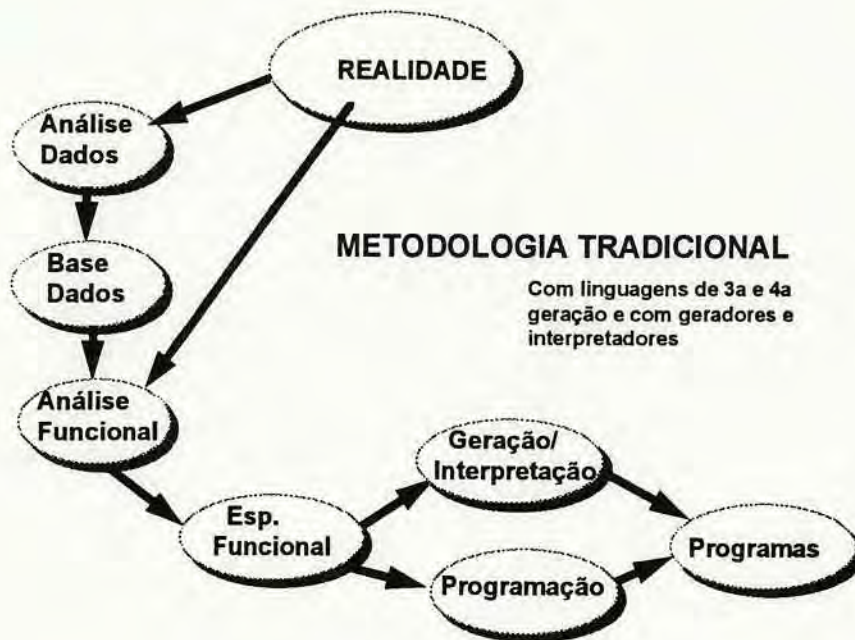 REALIDADE
Análise
Dados
METODOLOGIA TRADICIONAL
Base
Dados
Com linguagens de 3a e 4a
geração e com geradores e
interpretadores
Análise
Funcional
Geração/
Interpretação
Esp.
Funcional
Programas
Programação